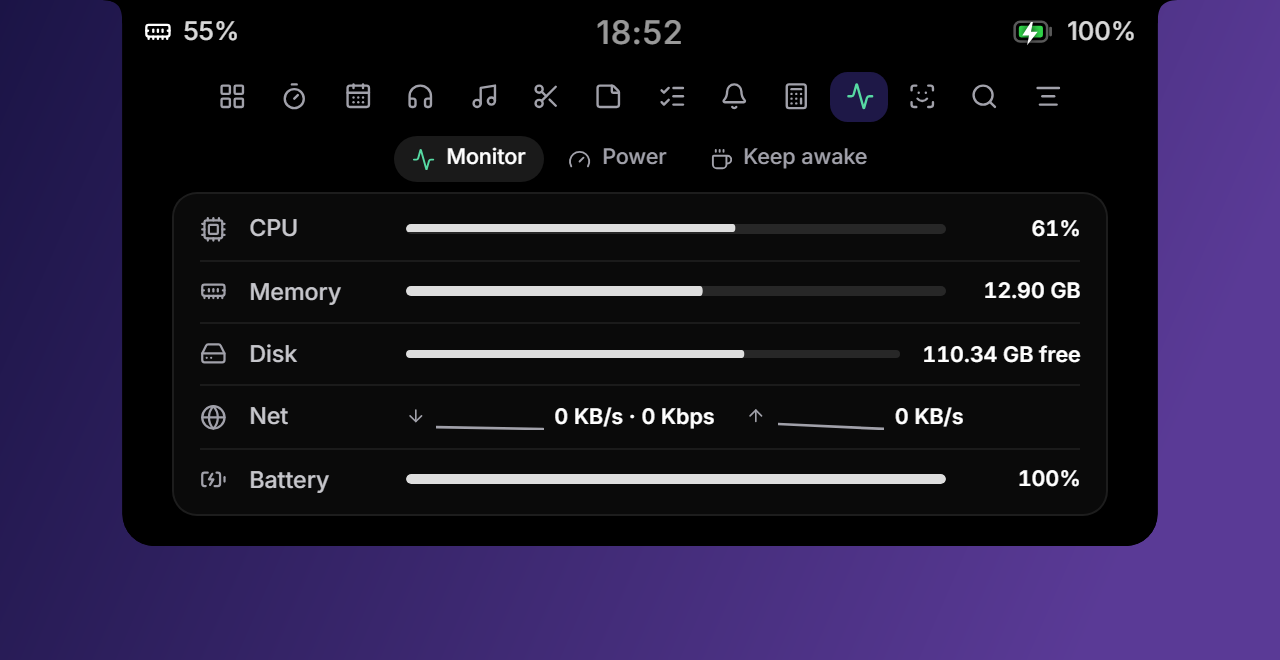 55% 18:52 100%
Monitor Power Keep awake
CPU 61%
Memory 12.90 GB
Disk 110.34 GB free
Net 0 KB/s · 0 Kbps 0 KB/s
Battery 100%